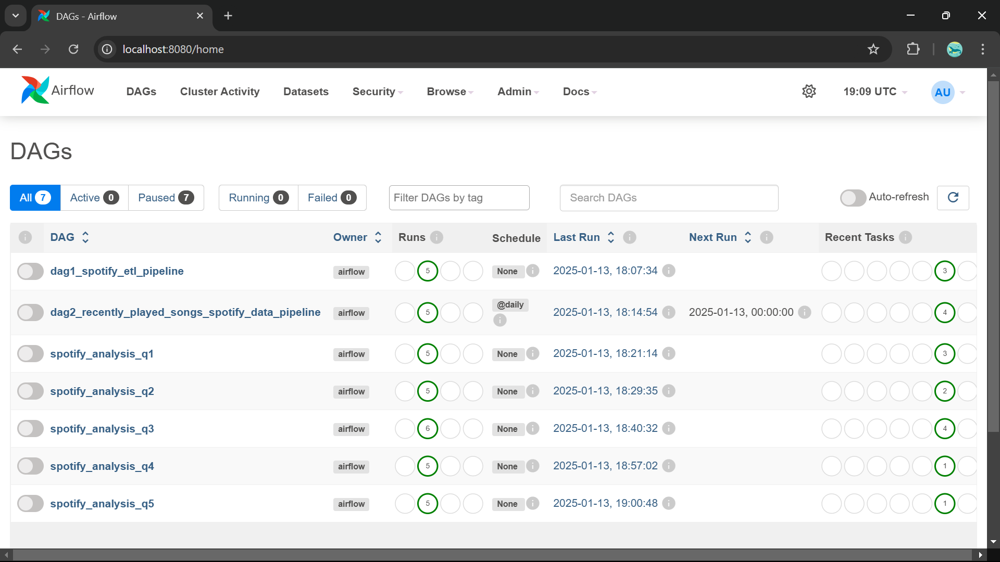 DAGs - Airflow
localhost:8080/home
Airflow DAGs Cluster Activity Datasets Security Browse Admin Docs 19:09 UTC AU
DAGs
All 7 Active 0 Paused 7 Running 0 Failed 0 Filter DAGs by tag Search DAGs Auto-refresh
DAG Owner Runs Schedule Last Run Next Run Recent Tasks
dag1_spotify_etl_pipeline airflow 5 None 2025-01-13, 18:07:34 3
dag2_recently_played_songs_spotify_data_pipeline airflow 5 @daily 2025-01-13, 18:14:54 2025-01-13, 00:00:00 4
spotify_analysis_q1 airflow 5 None 2025-01-13, 18:21:14 3
spotify_analysis_q2 airflow 5 None 2025-01-13, 18:29:35 2
spotify_analysis_q3 airflow 6 None 2025-01-13, 18:40:32 4
spotify_analysis_q4 airflow 5 None 2025-01-13, 18:57:02 1
spotify_analysis_q5 airflow 5 None 2025-01-13, 19:00:48 1